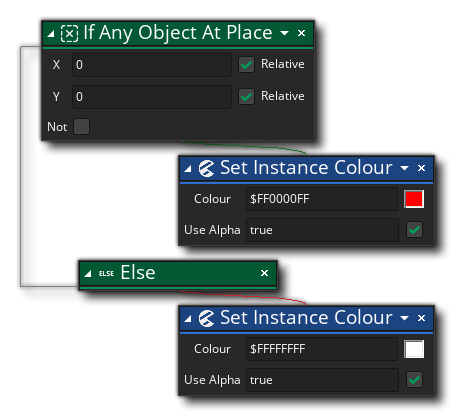 If Any Object At Place
X 0 Relative
Y 0 Relative
Not
Set Instance Colour
Colour $FF0000FF
Use Alpha true
ELSE Else
Set Instance Colour
Colour $FFFFFFFF
Use Alpha true